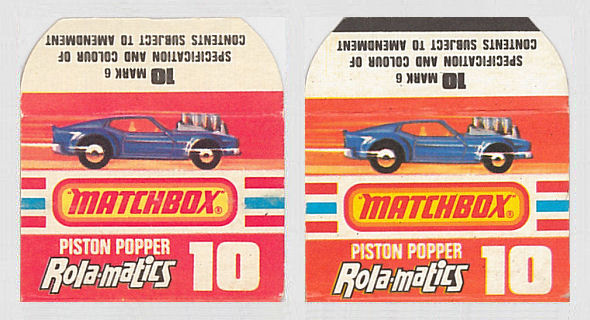 SPECIFICATION AND COLOUR OF
CONTENTS SUBJECT TO AMENDMENT
10 MARK 6
"MATCHBOX"®
PISTON POPPER
Rola-matics
10
SPECIFICATION AND COLOUR OF
CONTENTS SUBJECT TO AMENDMENT
10 MARK 6
"MATCHBOX"®
PISTON POPPER
Rola-matics
10